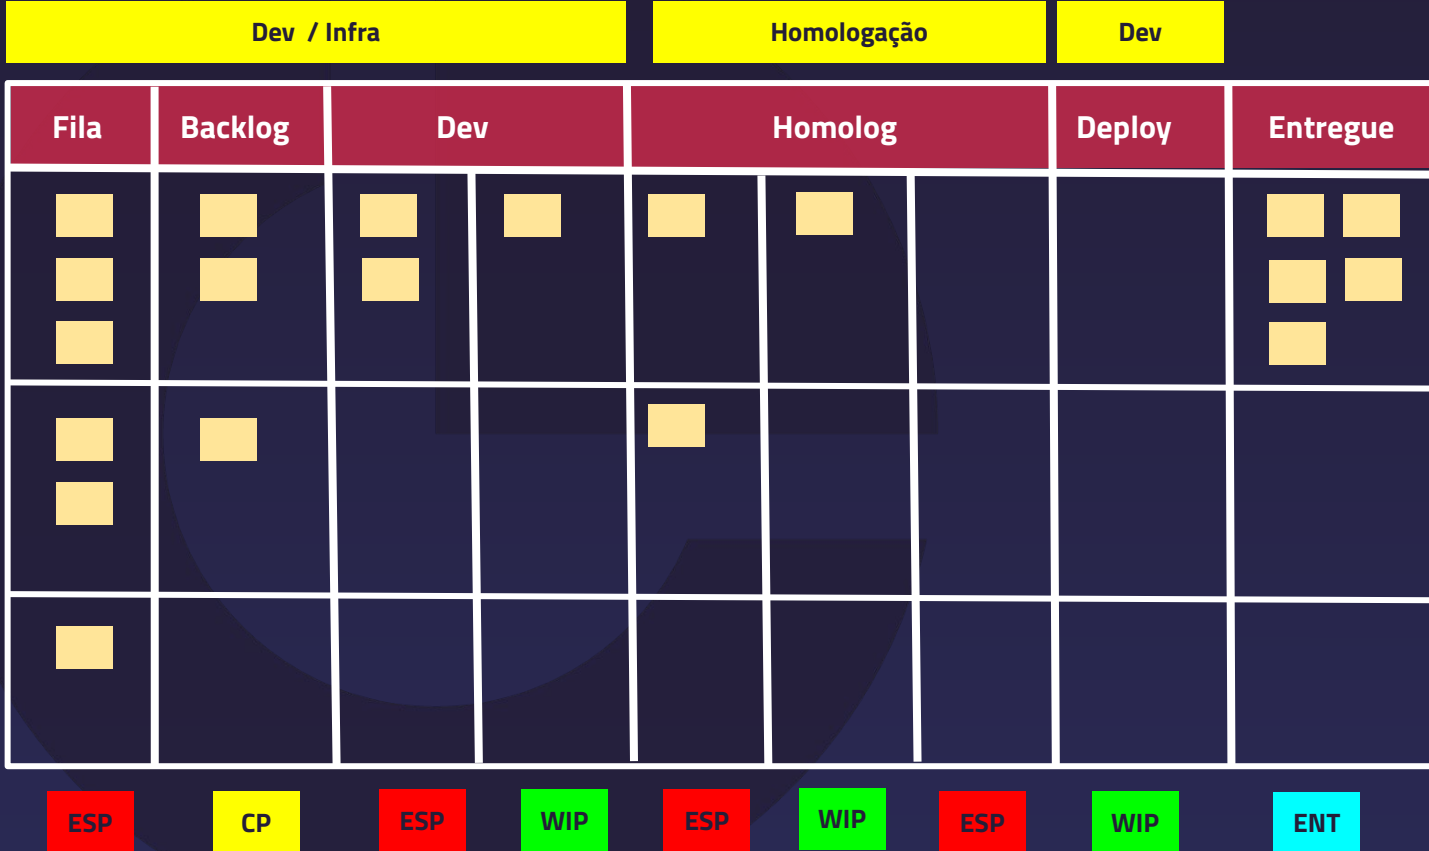 Dev / Infra
Homologação
Dev
Fila
Backlog
Dev
Homolog
Deploy
Entregue
ESP
CP
ESP
WIP
ESP
WIP
ESP
WIP
ENT